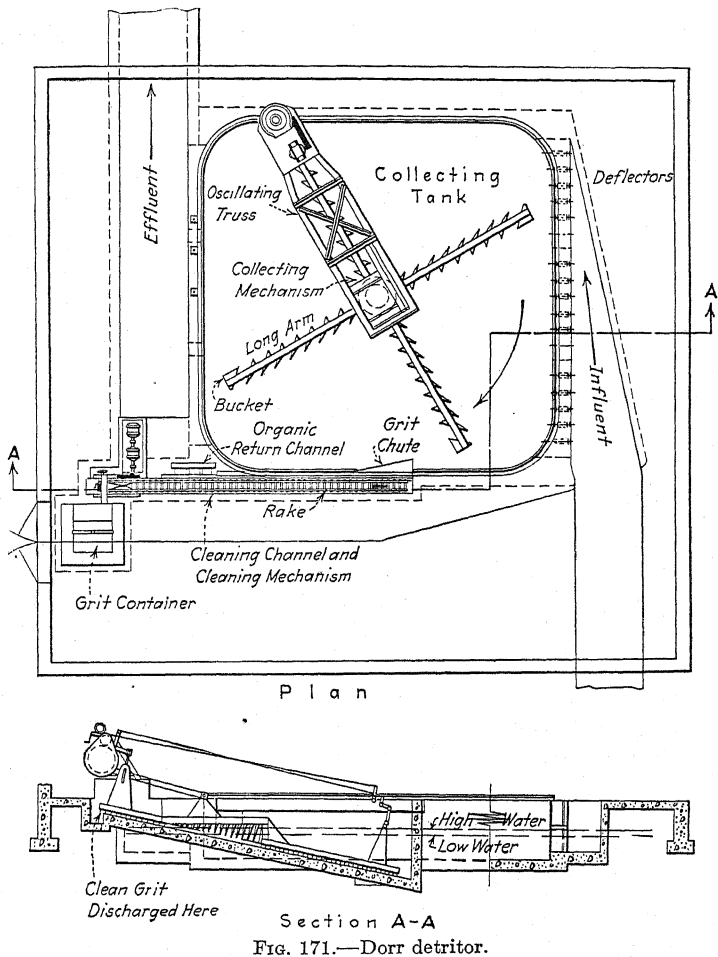 Effluent
Oscillating
Truss
Collecting
Tank
Deflectors
Collecting
Mechanism
Long Arm
Bucket
Organic
Return Channel
Grit
Chute
Influent
A
A
Rake
Cleaning Channel and
Cleaning Mechanism
Grit Container
Plan
High Water
Low Water
Clean Grit
Discharged Here
Section A-A
FIG. 171.—Dorr detritor.